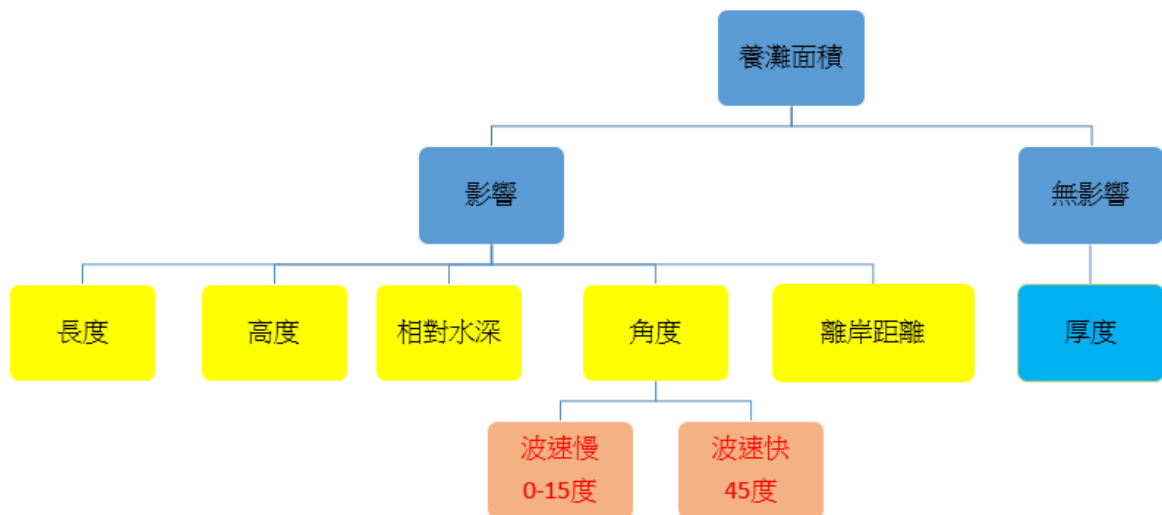 養灘面積
影響
無影響
長度
高度
相對水深
角度
離岸距離
厚度
波速慢
0-15度
波速快
45度